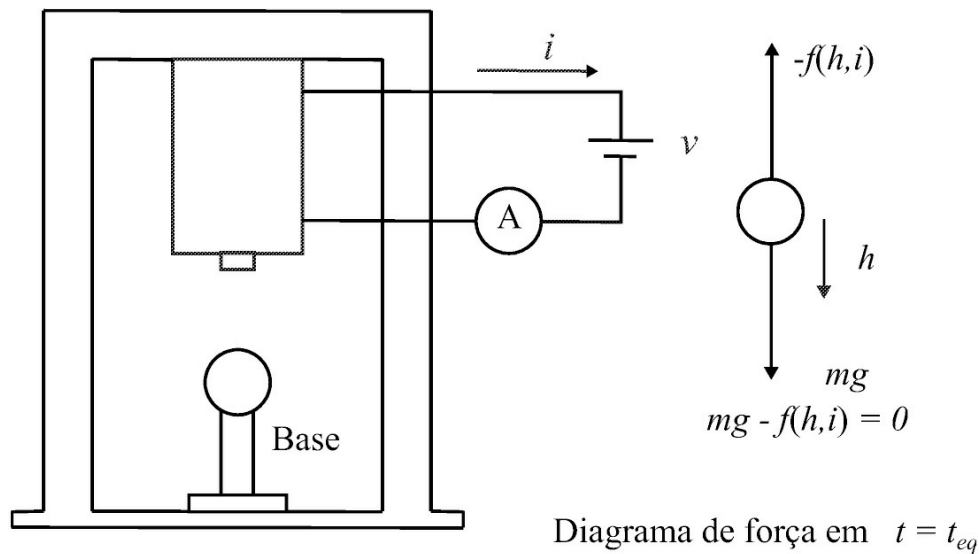 i
-f(h,i)
v
A
h
Base
mg
mg - f(h,i) = 0
Diagrama de força em t = t_eq